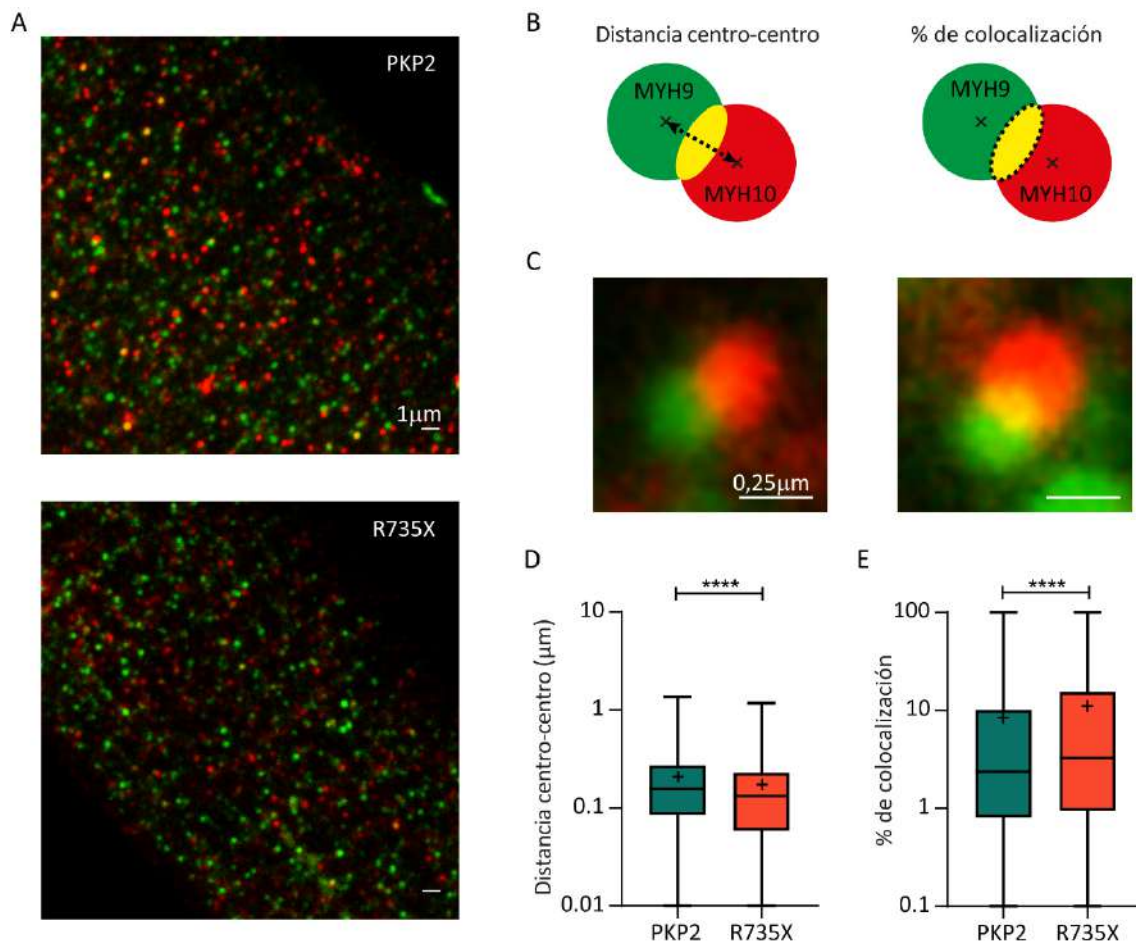 A
PKP2
1µm
R735X
B
Distancia centro-centro
% de colocalización
MYH9
MYH10
MYH9
MYH10
C
0,25µm
D
****
Distancia centro-centro (µm)
10
1
0.1
0.01
PKP2 R735X
E
****
% de colocalización
100
10
1
0.1
PKP2 R735X